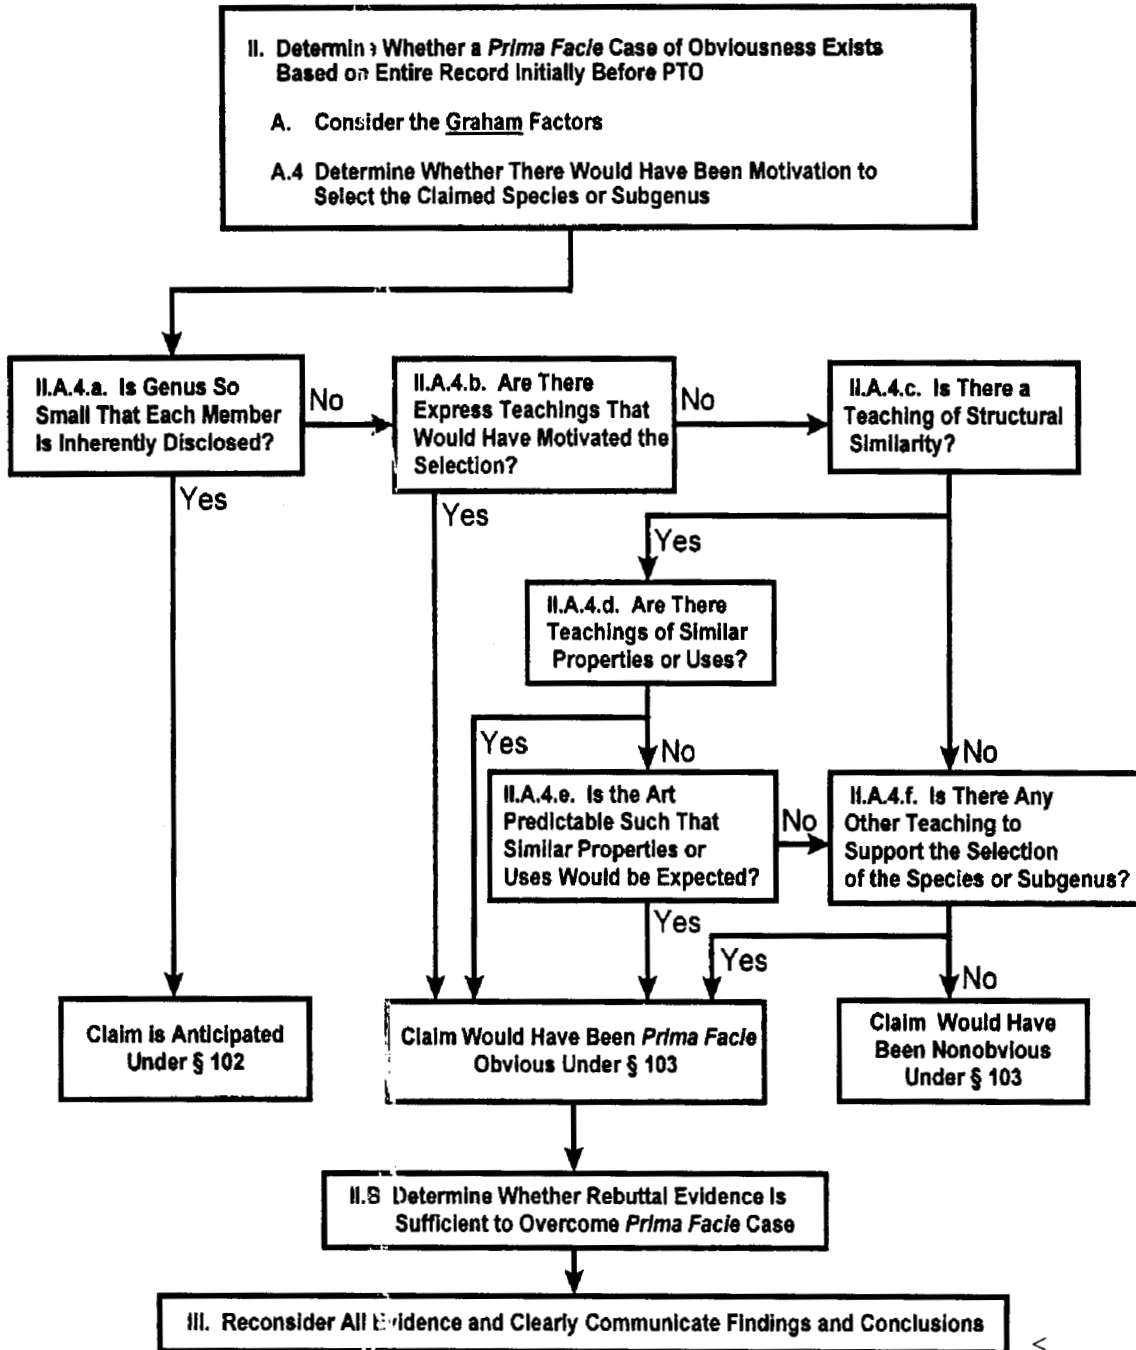 II. Determine Whether a Prima Facie Case of Obviousness Exists
Based on Entire Record Initially Before PTO
A. Consider the Graham Factors
A.4 Determine Whether There Would Have Been Motivation to
Select the Claimed Species or Subgenus
II.A.4.a. Is Genus So
Small That Each Member
Is Inherently Disclosed?
No
II.A.4.b. Are There
Express Teachings That
Would Have Motivated the
Selection?
No
II.A.4.c. Is There a
Teaching of Structural
Similarity?
Yes
Yes
Yes
II.A.4.d. Are There
Teachings of Similar
Properties or Uses?
Yes
No
No
II.A.4.e. Is the Art
Predictable Such That
Similar Properties or
Uses Would be Expected?
No
II.A.4.f. Is There Any
Other Teaching to
Support the Selection
of the Species or Subgenus?
Yes
Yes
No
Claim is Anticipated
Under § 102
Claim Would Have Been Prima Facie
Obvious Under § 103
Claim Would Have
Been Nonobvious
Under § 103
II.B Determine Whether Rebuttal Evidence Is
Sufficient to Overcome Prima Facie Case
III. Reconsider All Evidence and Clearly Communicate Findings and Conclusions
<